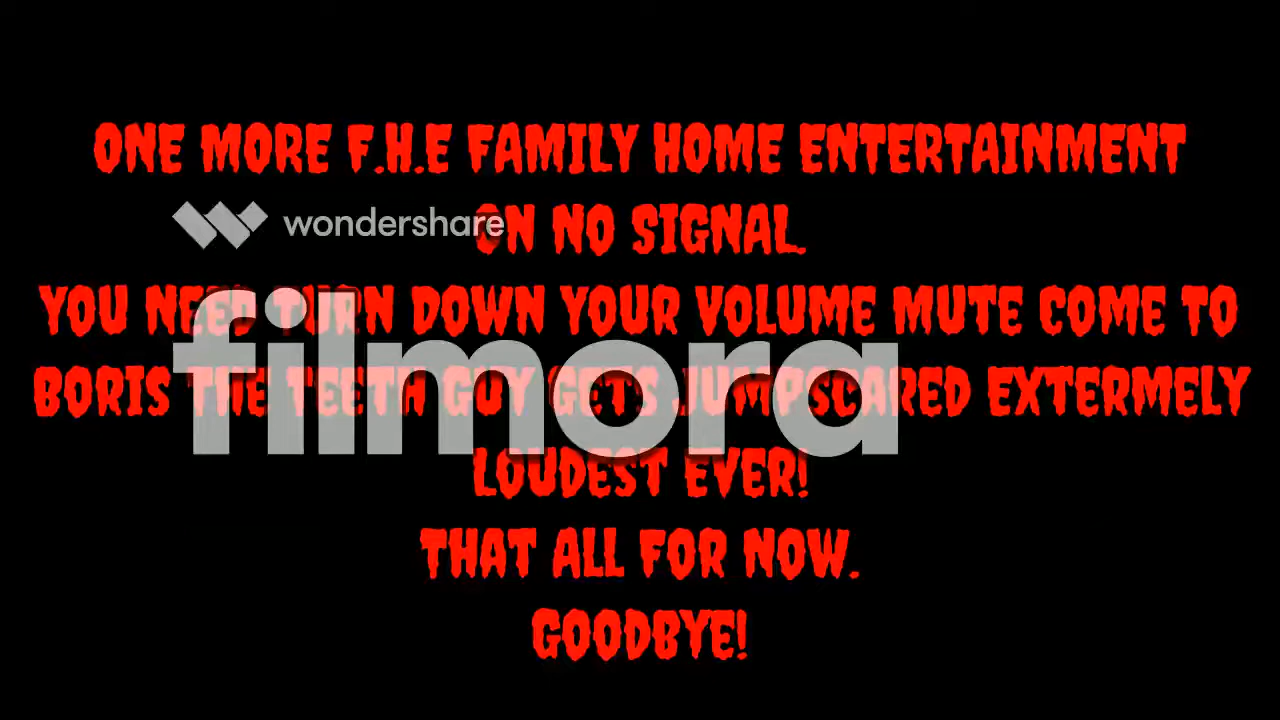 ONE MORE F.H.E FAMILY HOME ENTERTAINMENT
ON NO SIGNAL.
wondershare
YOU NEED TURN DOWN YOUR VOLUME MUTE COME TO
filmora
BORIS THE TEETH GUY GETS JUMPSCARED EXTERMELY
LOUDEST EVER!
THAT ALL FOR NOW.
GOODBYE!